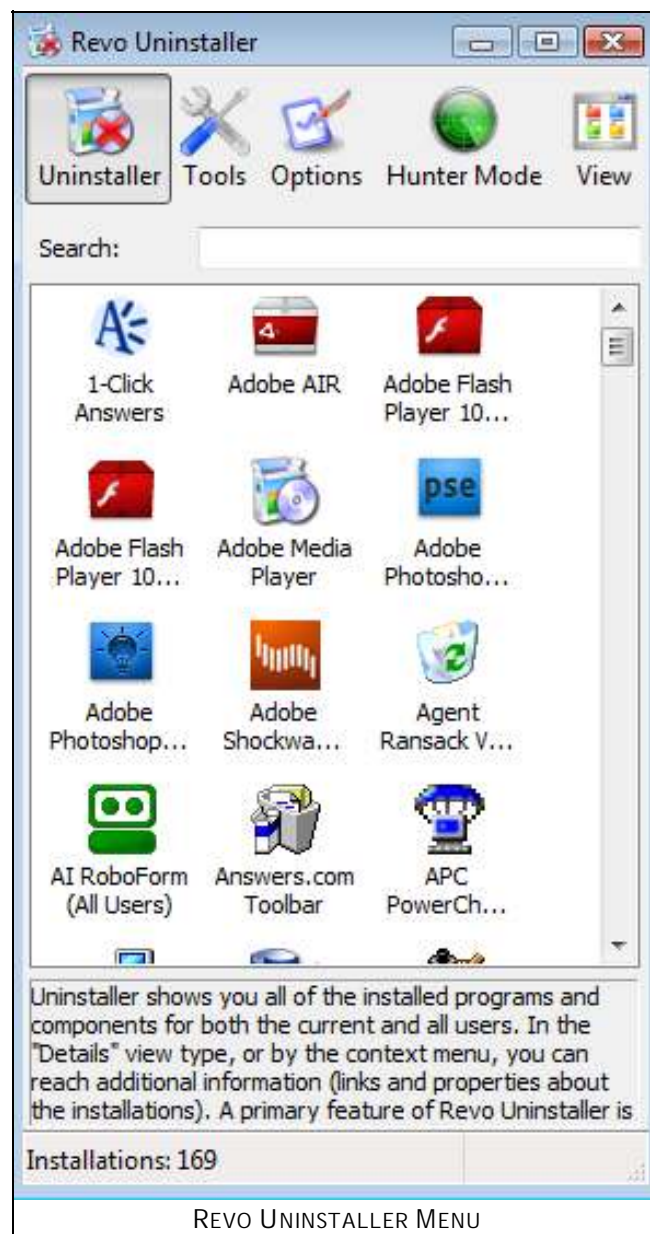 Revo Uninstaller
Uninstaller Tools Options Hunter Mode View
Search:
1-Click Answers
Adobe AIR
Adobe Flash Player 10...
Adobe Flash Player 10...
Adobe Media Player
pse
Adobe Photosho...
Adobe Photoshop...
Adobe Shockwa...
Agent Ransack V...
AI RoboForm (All Users)
Answers.com Toolbar
APC PowerCh...
Uninstaller shows you all of the installed programs and
components for both the current and all users. In the
"Details" view type, or by the context menu, you can
reach additional information (links and properties about
the installations). A primary feature of Revo Uninstaller is
Installations: 169
REVO UNINSTALLER MENU